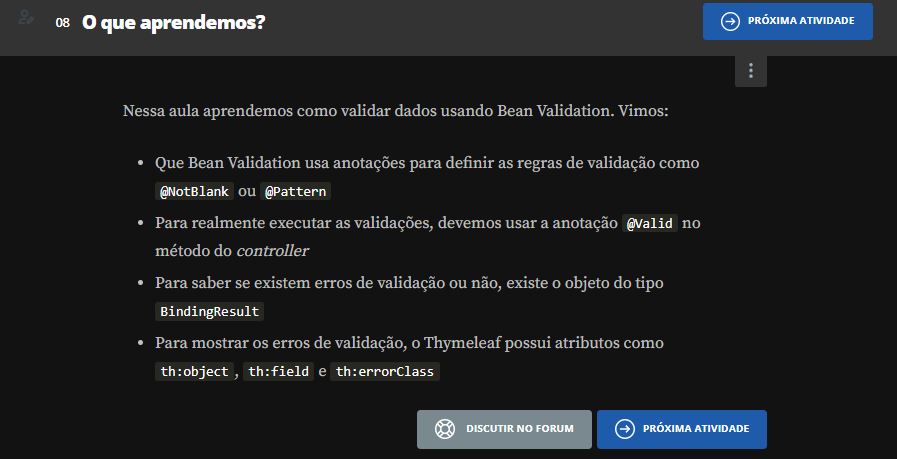 08 O que aprendemos?
PRÓXIMA ATIVIDADE
Nessa aula aprendemos como validar dados usando Bean Validation. Vimos:
• Que Bean Validation usa anotações para definir as regras de validação como
@NotBlank ou @Pattern
• Para realmente executar as validações, devemos usar a anotação @Valid no
método do controller
• Para saber se existem erros de validação ou não, existe o objeto do tipo
BindingResult
• Para mostrar os erros de validação, o Thymeleaf possui atributos como
th:object, th:field e th:errorClass
DISCUTIR NO FORUM
PRÓXIMA ATIVIDADE